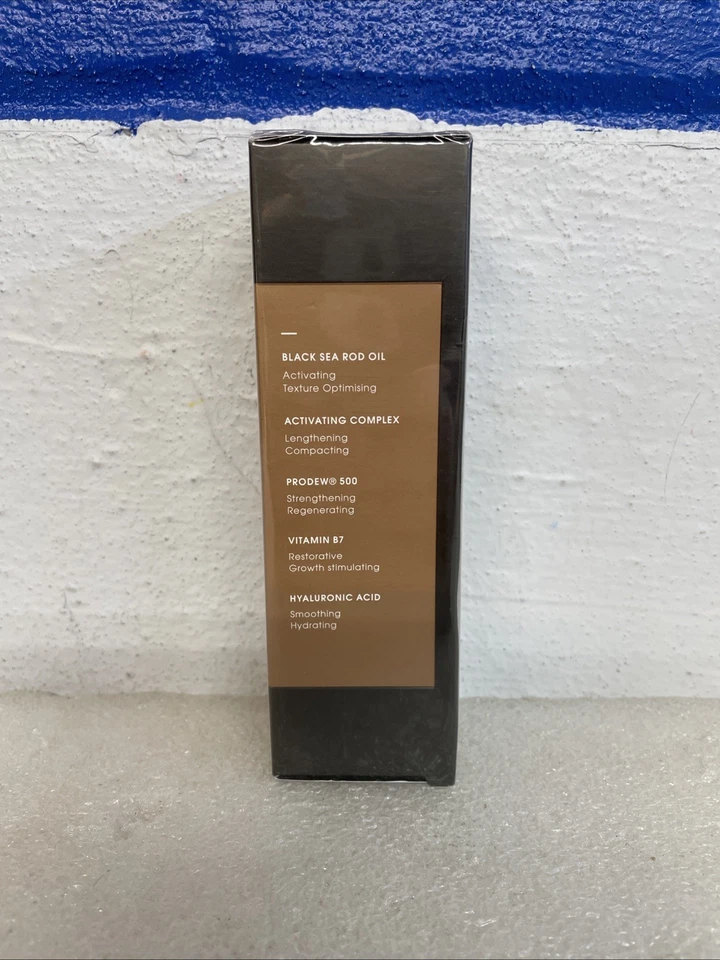 BLACK SEA ROD OIL
Activating
Texture Optimising
ACTIVATING COMPLEX
Lengthening
Compacting
PRODEW® 500
Strengthening
Regenerating
VITAMIN B7
Restorative
Growth stimulating
HYALURONIC ACID
Smoothing
Hydrating